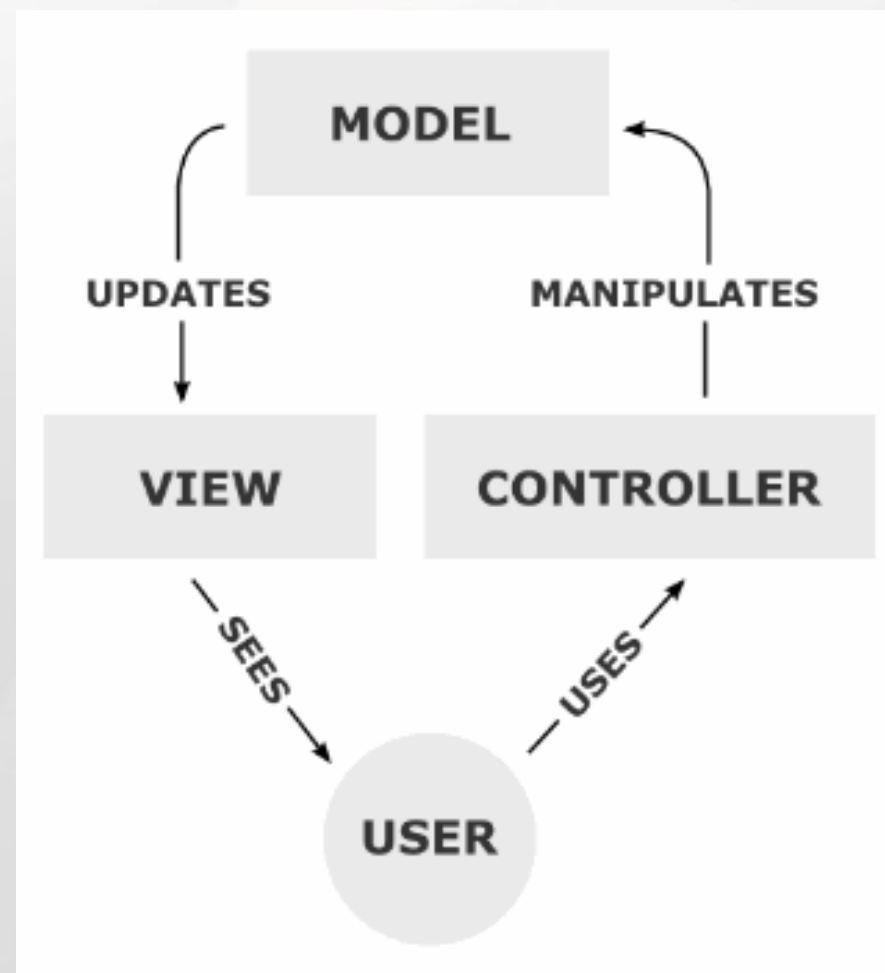 MODEL
UPDATES
MANIPULATES
VIEW
CONTROLLER
SEES
USES
USER